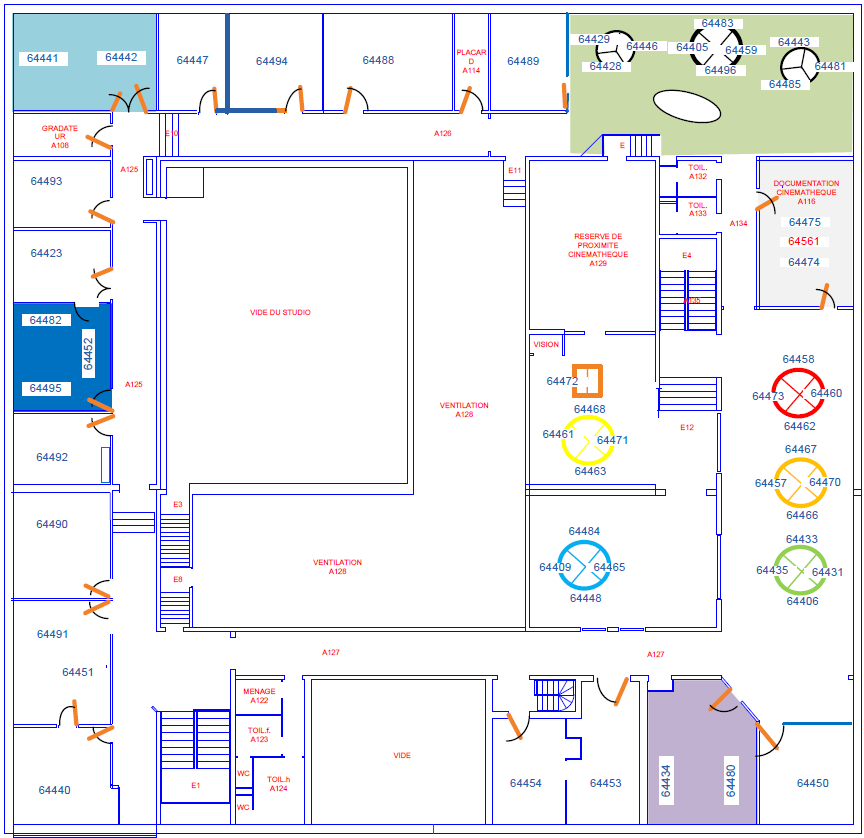 64441
64442
64447
64494
64488
PLACAR
D
A114
64489
64429
64446
64428
64483
64405
64459
64496
64443
64481
64485
GRADATE
UR
A108
E10
A126
A125
E11
E
TOIL.
A132
TOIL.
A133
A134
DOCUMENTATION
CINEMATHEQUE
A116
64475
64561
64474
64493
64423
RESERVE DE
PROXIMITE
CINEMATHEQUE
A129
E4
A135
64482
64452
64495
A125
VIDE DU STUDIO
VISION
64472
64468
64461
64471
64463
VENTILATION
A128
E12
64458
64473
64460
64462
64467
64457
64470
64466
64492
64490
E3
E8
VENTILATION
A128
64484
64409
64465
64448
64433
64435
64431
64406
64491
64451
A127
A127
MENAGE
A122
TOIL.f.
A123
WC
TOIL.h
A124
WC
E1
VIDE
64440
64454
64453
64434
64480
64450